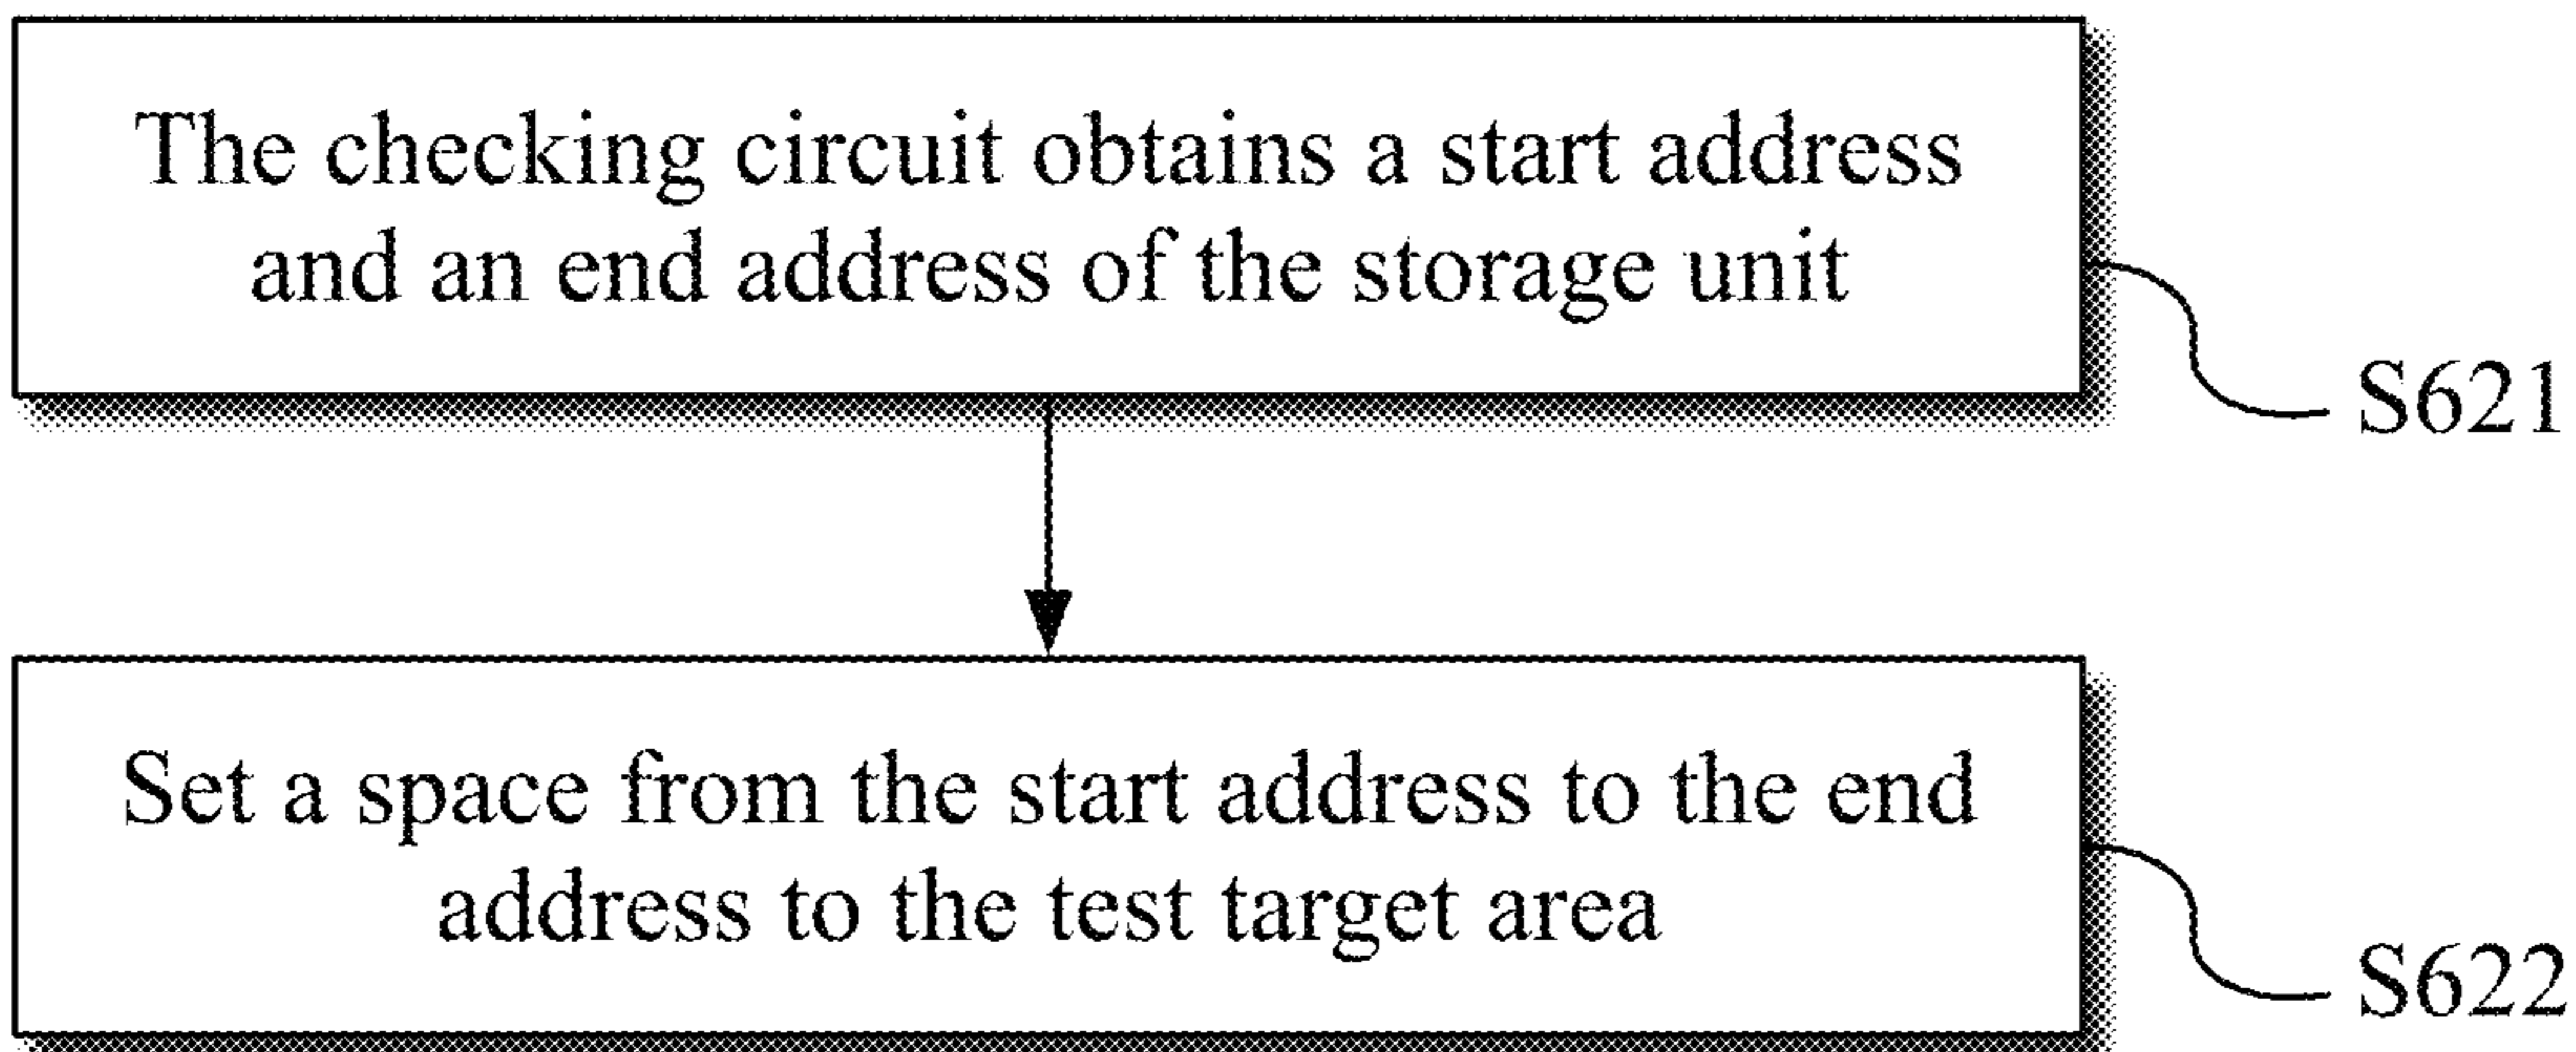 The checking circuit obtains a start address
and an end address of the storage unit
S621
Set a space from the start address to the end
address to the test target area
S622